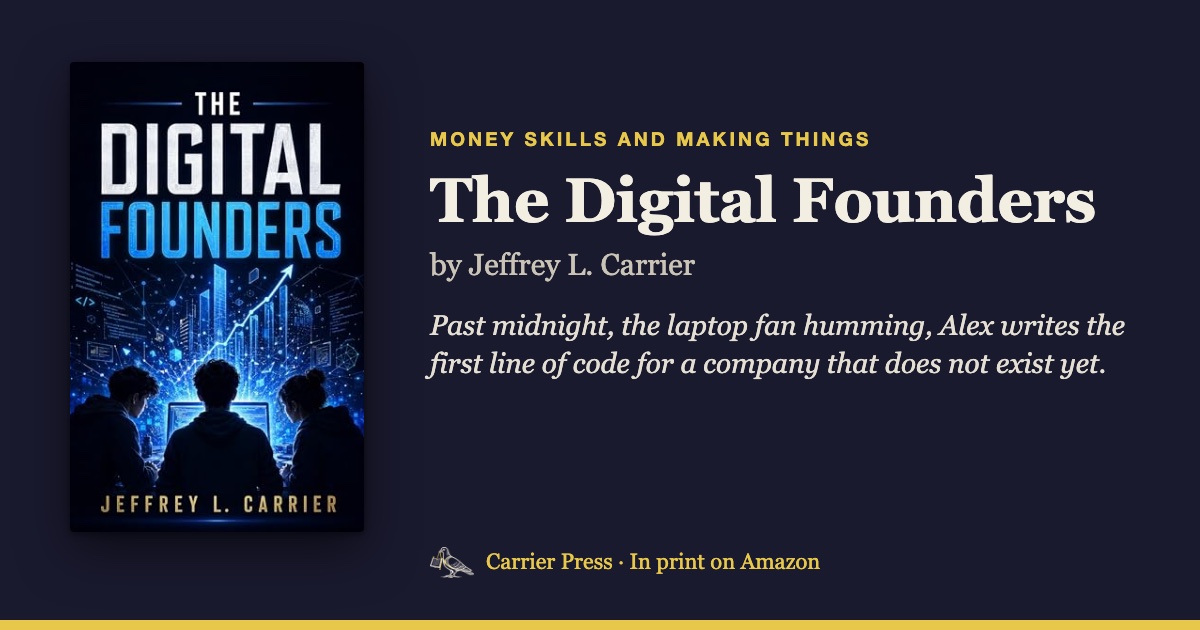 THE
DIGITAL
FOUNDERS
</>
JEFFREY L. CARRIER
MONEY SKILLS AND MAKING THINGS
The Digital Founders
by Jeffrey L. Carrier
Past midnight, the laptop fan humming, Alex writes the
first line of code for a company that does not exist yet.
Carrier Press · In print on Amazon